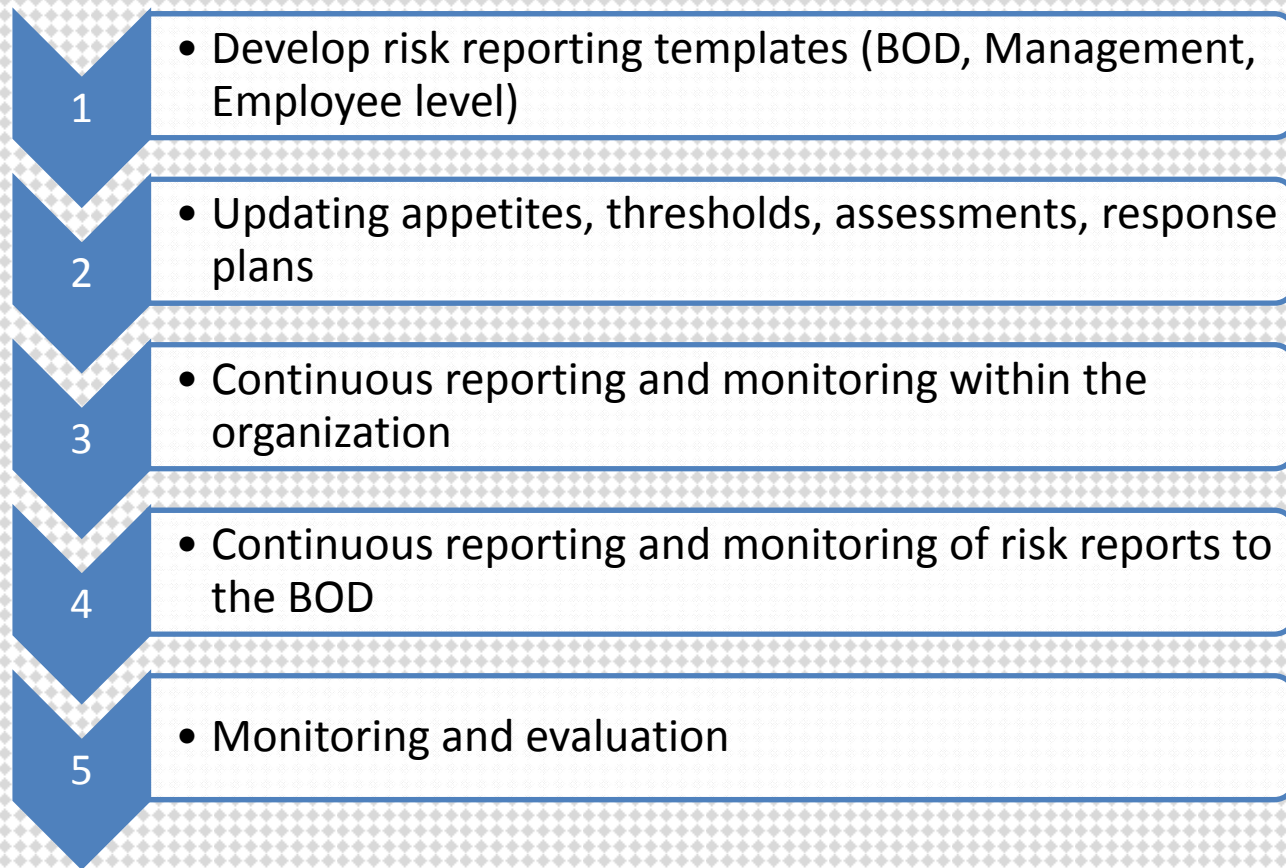 1
• Develop risk reporting templates (BOD, Management,
Employee level)
2
• Updating appetites, thresholds, assessments, response
plans
3
• Continuous reporting and monitoring within the
organization
4
• Continuous reporting and monitoring of risk reports to
the BOD
5
• Monitoring and evaluation